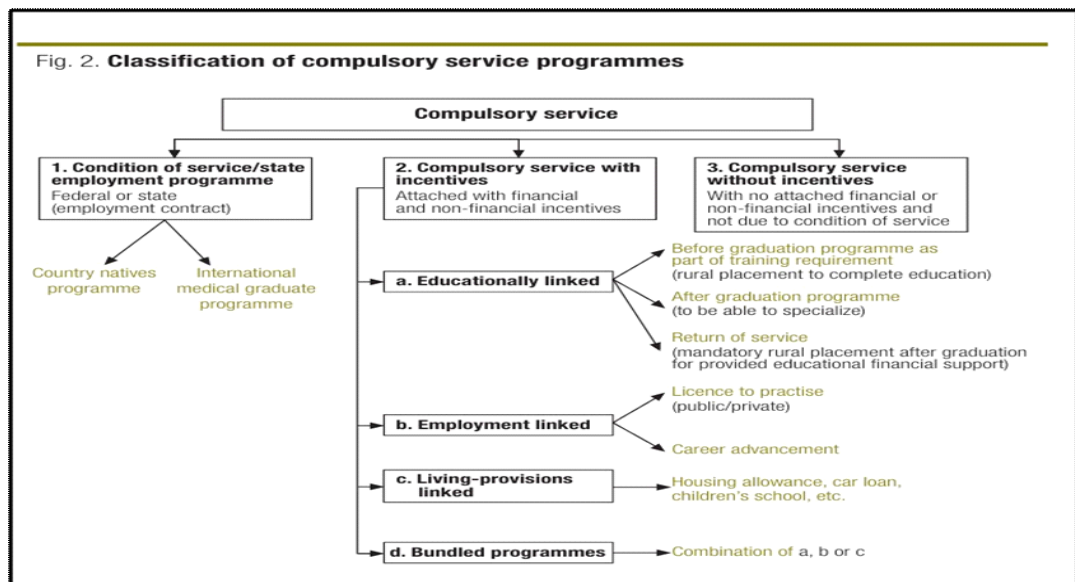 Fig. 2. Classification of compulsory service programmes
Compulsory service
1. Condition of service/state
employment programme
Federal or state
(employment contract)
2. Compulsory service with
incentives
Attached with financial
and non-financial incentives
3. Compulsory service
without incentives
With no attached financial or
non-financial incentives and
not due to condition of service
Country natives
programme
International
medical graduate
programme
a. Educationally linked
Before graduation programme as
part of training requirement
(rural placement to complete education)
After graduation programme
(to be able to specialize)
Return of service
(mandatory rural placement after graduation
for provided educational financial support)
b. Employment linked
Licence to practise
(public/private)
Career advancement
c. Living-provisions
linked
Housing allowance, car loan,
children's school, etc.
d. Bundled programmes
Combination of a, b or c